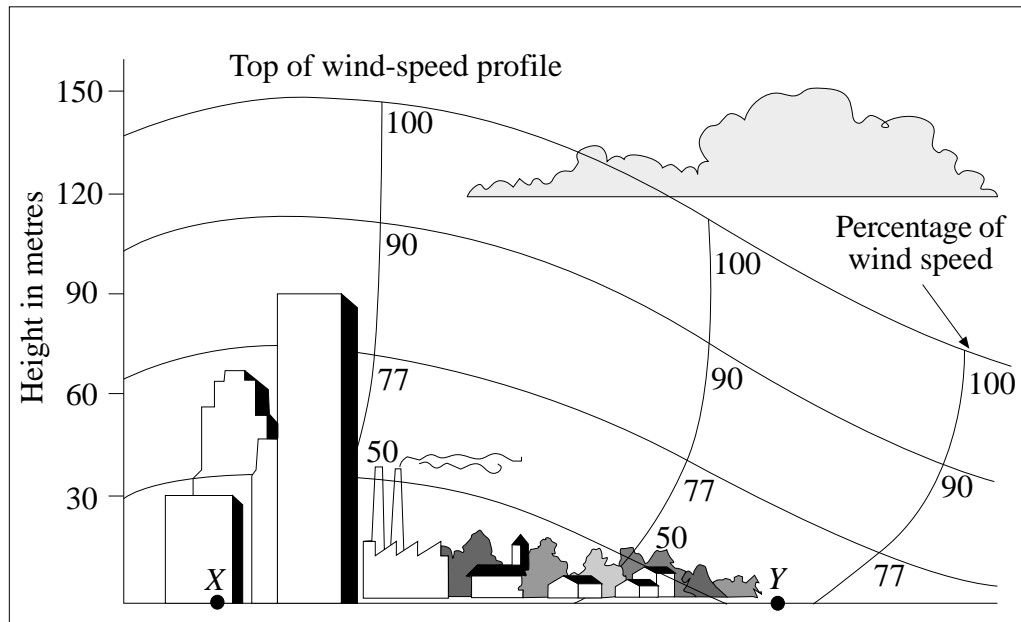 Top of wind-speed profile
Height in metres
150
120
90
60
30
100
90
77
50
100
90
77
50
Percentage of
wind speed
100
90
77
X
Y